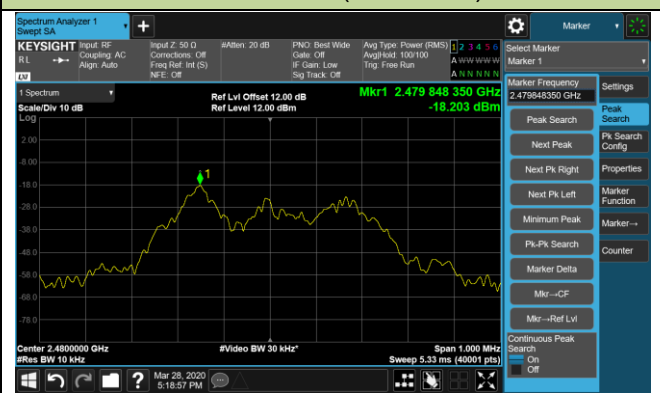 Spectrum Analyzer 1
Swept SA
+
Marker
KEYSIGHT
RL
LXI
Input: RF
Coupling: AC
Align: Auto
Input Z: 50 Ω
Corrections: Off
Freq Ref: Int (S)
NFE: Off
#Atten: 20 dB
PNO: Best Wide
Gate: Off
IF Gain: Low
Sig Track: Off
Avg Type: Power (RMS)
Avg|Hold: 100/100
Trig: Free Run
1 2 3 4 5 6
A W W W W W
A N N N N N
Select Marker
Marker 1
1 Spectrum
Scale/Div 10 dB
Log
Ref Lvl Offset 12.00 dB
Ref Level 12.00 dBm
Mkr1 2.479 848 350 GHz
-18.203 dBm
2.00
-8.00
-18.0
-28.0
-38.0
-48.0
-58.0
-68.0
-78.0
1
Center 2.4800000 GHz
#Res BW 10 kHz
#Video BW 30 kHz*
Span 1.000 MHz
Sweep 5.33 ms (40001 pts)
Marker Frequency
2.479848350 GHz
Peak Search
Next Peak
Next Pk Right
Next Pk Left
Minimum Peak
Pk-Pk Search
Marker Delta
Mkr→CF
Mkr→Ref Lvl
Continuous Peak
Search
On
Off
Settings
Peak
Search
Pk Search
Config
Properties
Marker
Function
Marker→
Counter
?
Mar 28, 2020
5:18:57 PM